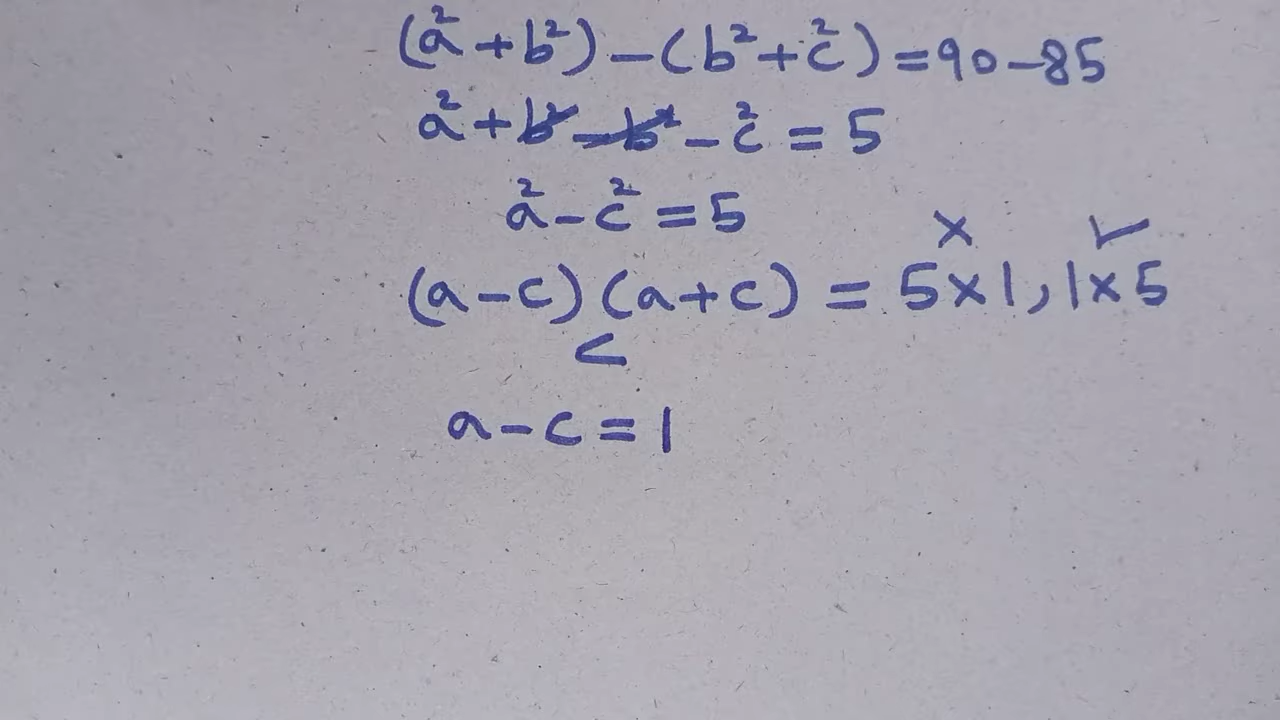 (a² + b²) – (b² + c²) = 90 – 85
a² + b² – b² – c² = 5
a² – c² = 5
× ✓
(a – c) (a + c) = 5 × 1, 1 × 5
<
a – c = 1